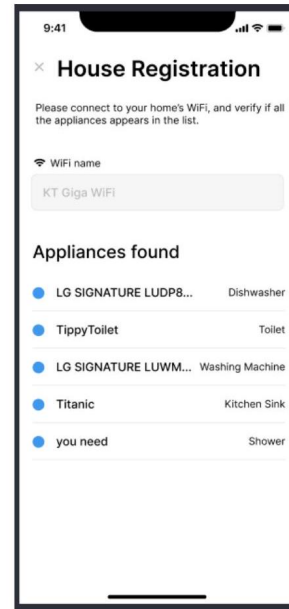 9:41
× House Registration
Please connect to your home's WiFi, and verify if all
the appliances appears in the list.
WiFi name
KT Giga WiFi
Appliances found
LG SIGNATURE LUDP8... Dishwasher
TippyToilet Toilet
LG SIGNATURE LUWM... Washing Machine
Titanic Kitchen Sink
you need Shower